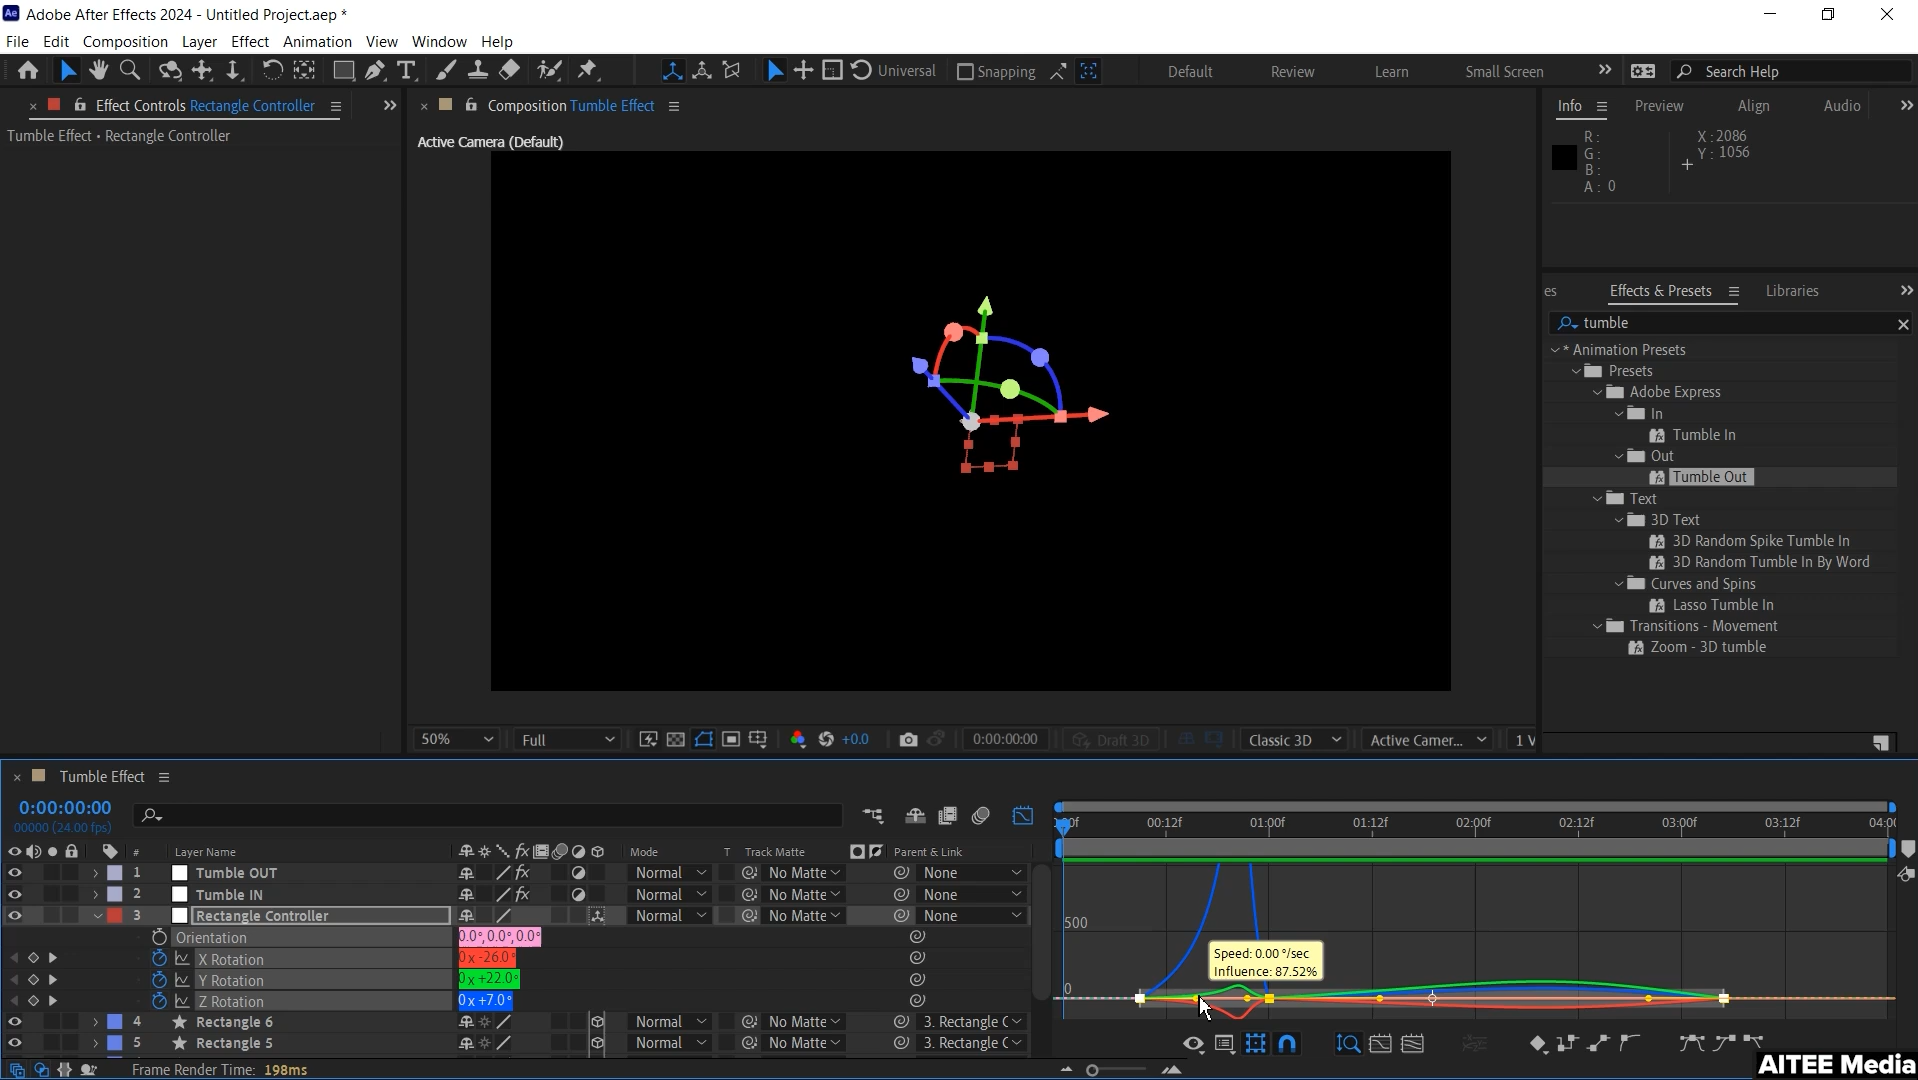 Adobe After Effects 2024 - Untitled Project.aep *
File Edit Composition Layer Effect Animation View Window Help
Universal Snapping Default Review Learn Small Screen Search Help
Effect Controls Rectangle Controller
Composition Tumble Effect
Info Preview Align Audio
Tumble Effect • Rectangle Controller
Active Camera (Default)
R:
G:
B:
A: 0
X: 2086
Y: 1056
es Effects & Presets Libraries
tumble
* Animation Presets
Presets
Adobe Express
In
Tumble In
Out
Tumble Out
Text
3D Text
3D Random Spike Tumble In
3D Random Tumble In By Word
Curves and Spins
Lasso Tumble In
Transitions - Movement
Zoom - 3D tumble
50% Full +0.0 0:00:00:00 Draft 3D Classic 3D Active Camer... 1 V
Tumble Effect
0:00:00:00
00000 (24.00 fps)
00:12f 01:00f 01:12f 02:00f 02:12f 03:00f 03:12f 04:00
# Layer Name Mode T Track Matte Parent & Link
1 Tumble OUT Normal No Matte None
2 Tumble IN Normal No Matte None
3 Rectangle Controller Normal No Matte None
Orientation 0.0°, 0.0°, 0.0°
X Rotation 0x -26.0°
Y Rotation 0x +22.0°
Z Rotation 0x +7.0°
4 Rectangle 6 Normal No Matte 3. Rectangle C
5 Rectangle 5 Normal No Matte 3. Rectangle C
500
0
Speed: 0.00 °/sec
Influence: 87.52%
Frame Render Time: 198ms
AITEE Media